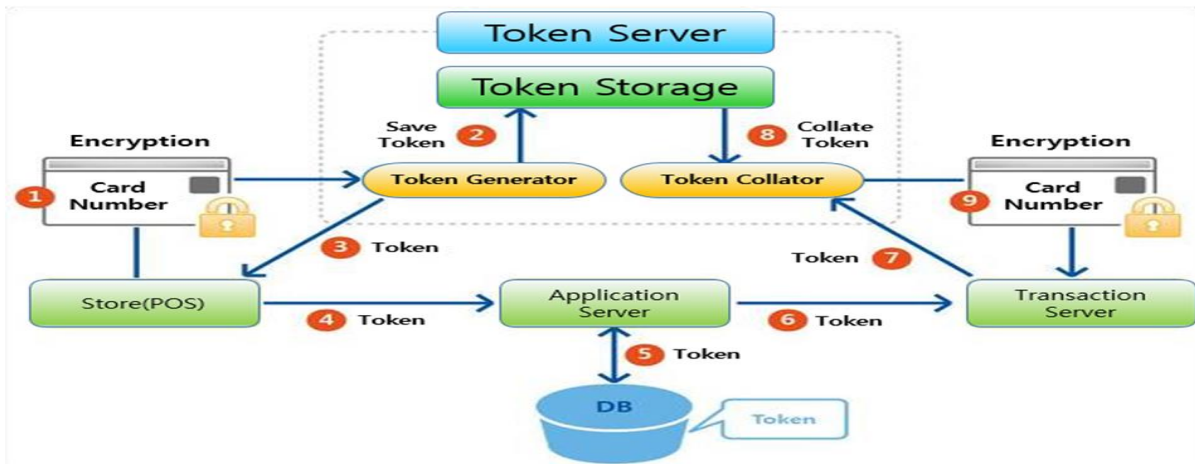 Token Server
Token Storage
Save
Token
2
8
Collate
Token
Encryption
Encryption
1
Card
Number
Token Generator
Token Collator
9
Card
Number
3
Token
Token
7
Store(POS)
Application
Server
Transaction
Server
4
Token
6
Token
5
Token
DB
Token